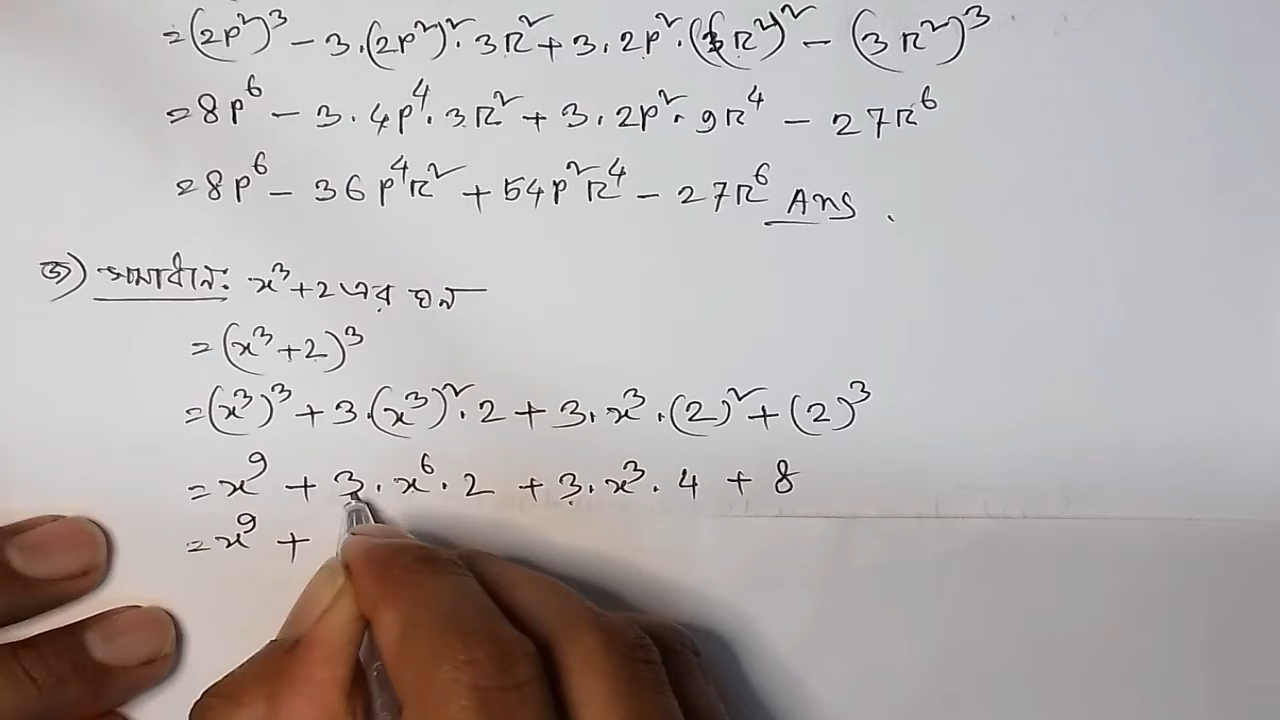 = (2p²)³ – 3.(2p²)².3r² + 3.2p².(3r²)² – (3r²)³
= 8p⁶ – 3.4p⁴.3r² + 3.2p².9r⁴ – 27r⁶
= 8p⁶ – 36p⁴r² + 54p²r⁴ – 27r⁶ Ans.
জ) সমাধান: x³+2 এর ঘন
= (x³+2)³
= (x³)³ + 3.(x³)².2 + 3.x³.(2)² + (2)³
= x⁹ + 3.x⁶.2 + 3.x³.4 + 8
= x⁹ +